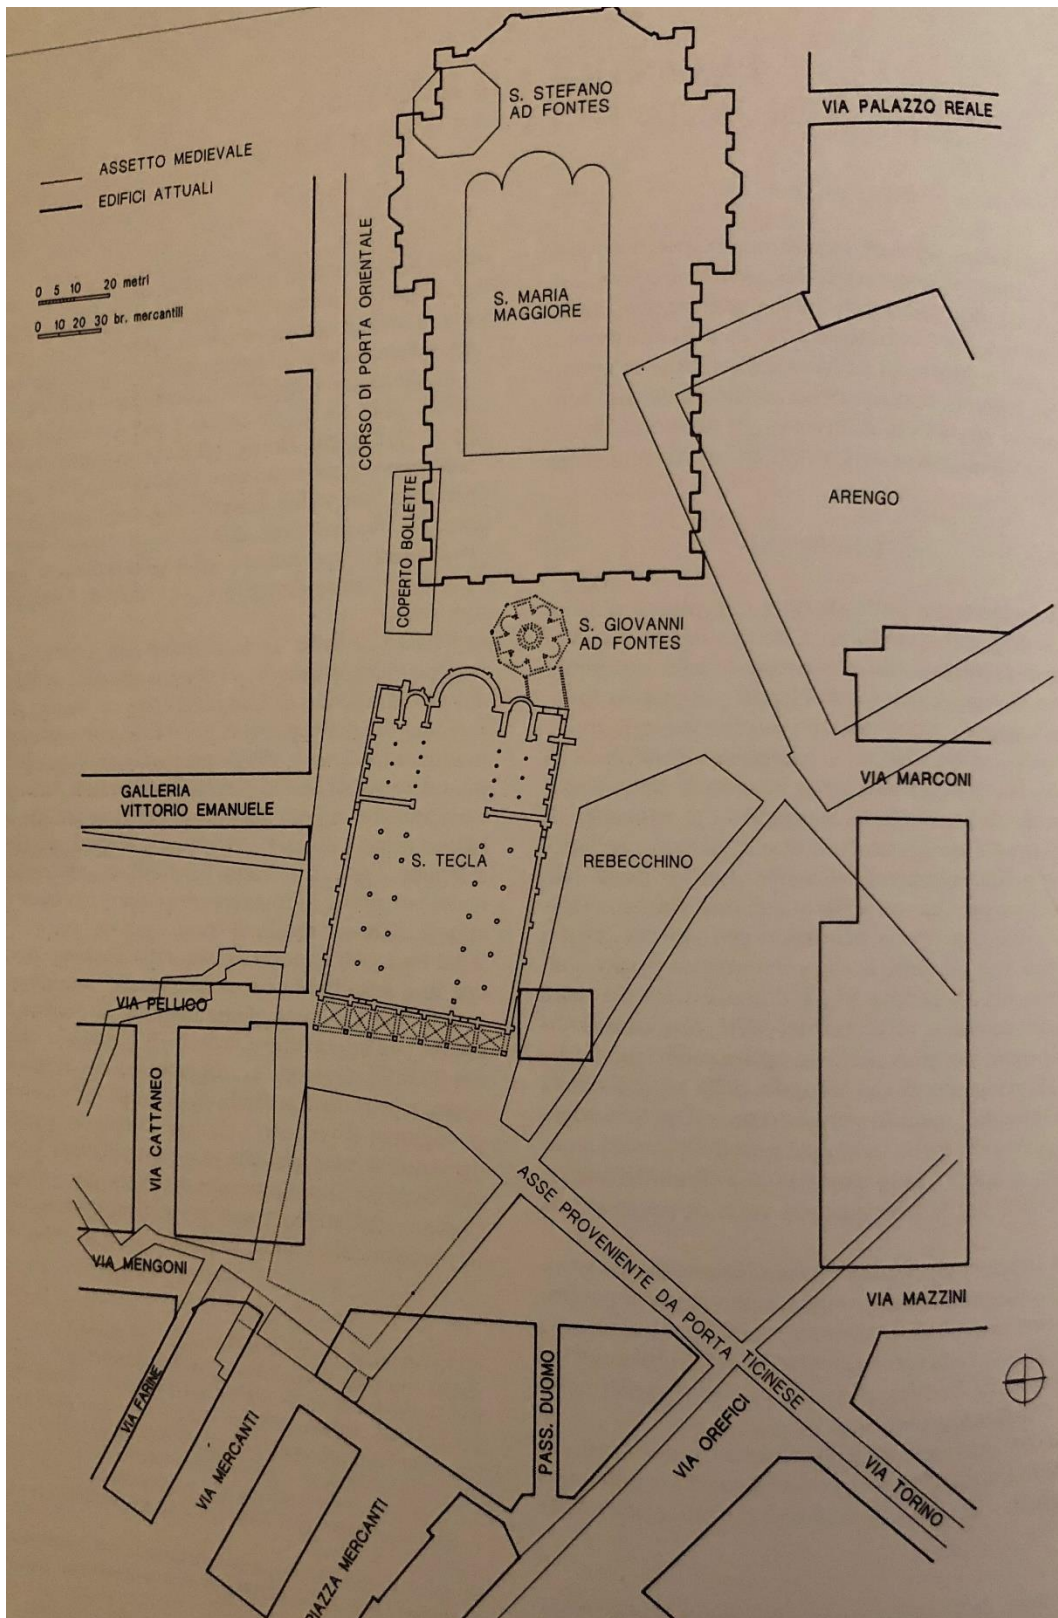 S. STEFANO
AD FONTES
VIA PALAZZO REALE
ASSETTO MEDIEVALE
EDIFICI ATTUALI
0 5 10 20 metri
0 10 20 30 br. mercantili
CORSO DI PORTA ORIENTALE
S. MARIA
MAGGIORE
ARENGO
COPERTO BOLLETTE
S. GIOVANNI
AD FONTES
GALLERIA
VITTORIO EMANUELE
VIA MARCONI
S. TECLA
REBECCHINO
VIA PELLICO
VIA CATTANEO
ASSE PROVENIENTE DA PORTA TICINESE
VIA MENGONI
VIA MAZZINI
VIA FARINE
VIA MERCANTI
PASS. DUOMO
VIA OREFICI
VIA TORINO
PIAZZA MERCANTI